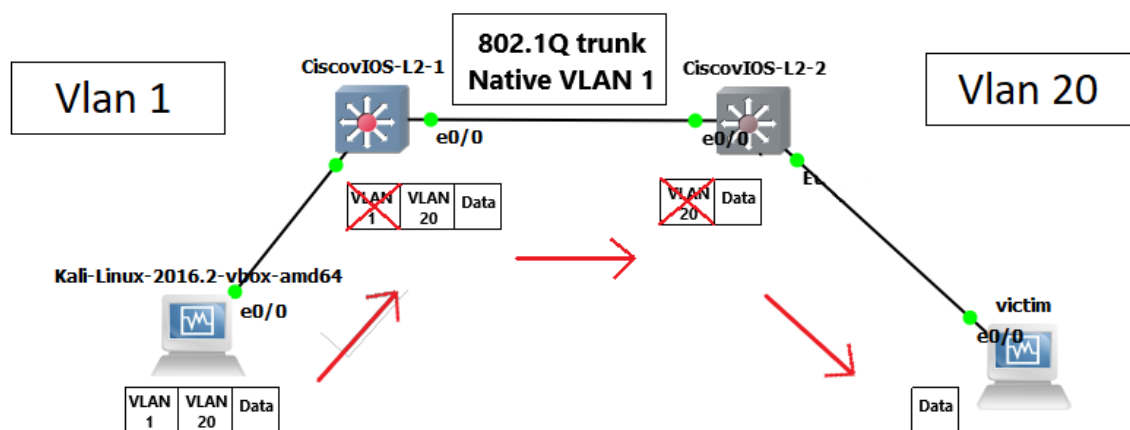 802.1Q trunk
Native VLAN 1
Vlan 1
CiscovIOS-L2-1
CiscovIOS-L2-2
Vlan 20
e0/0
e0/0
VLAN
1
VLAN
20
Data
VLAN
20
Data
Kali-Linux-2016.2-vbox-amd64
e0/0
victim
e0/0
VLAN
1
VLAN
20
Data
Data